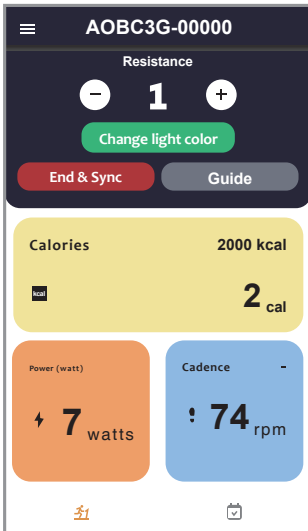 AOBC3G-00000
Resistance
− 1 +
Change light color
End & Sync Guide
Calories 2000 kcal
kcal 2 cal
Power (watt)
7 watts
Cadence -
74 rpm